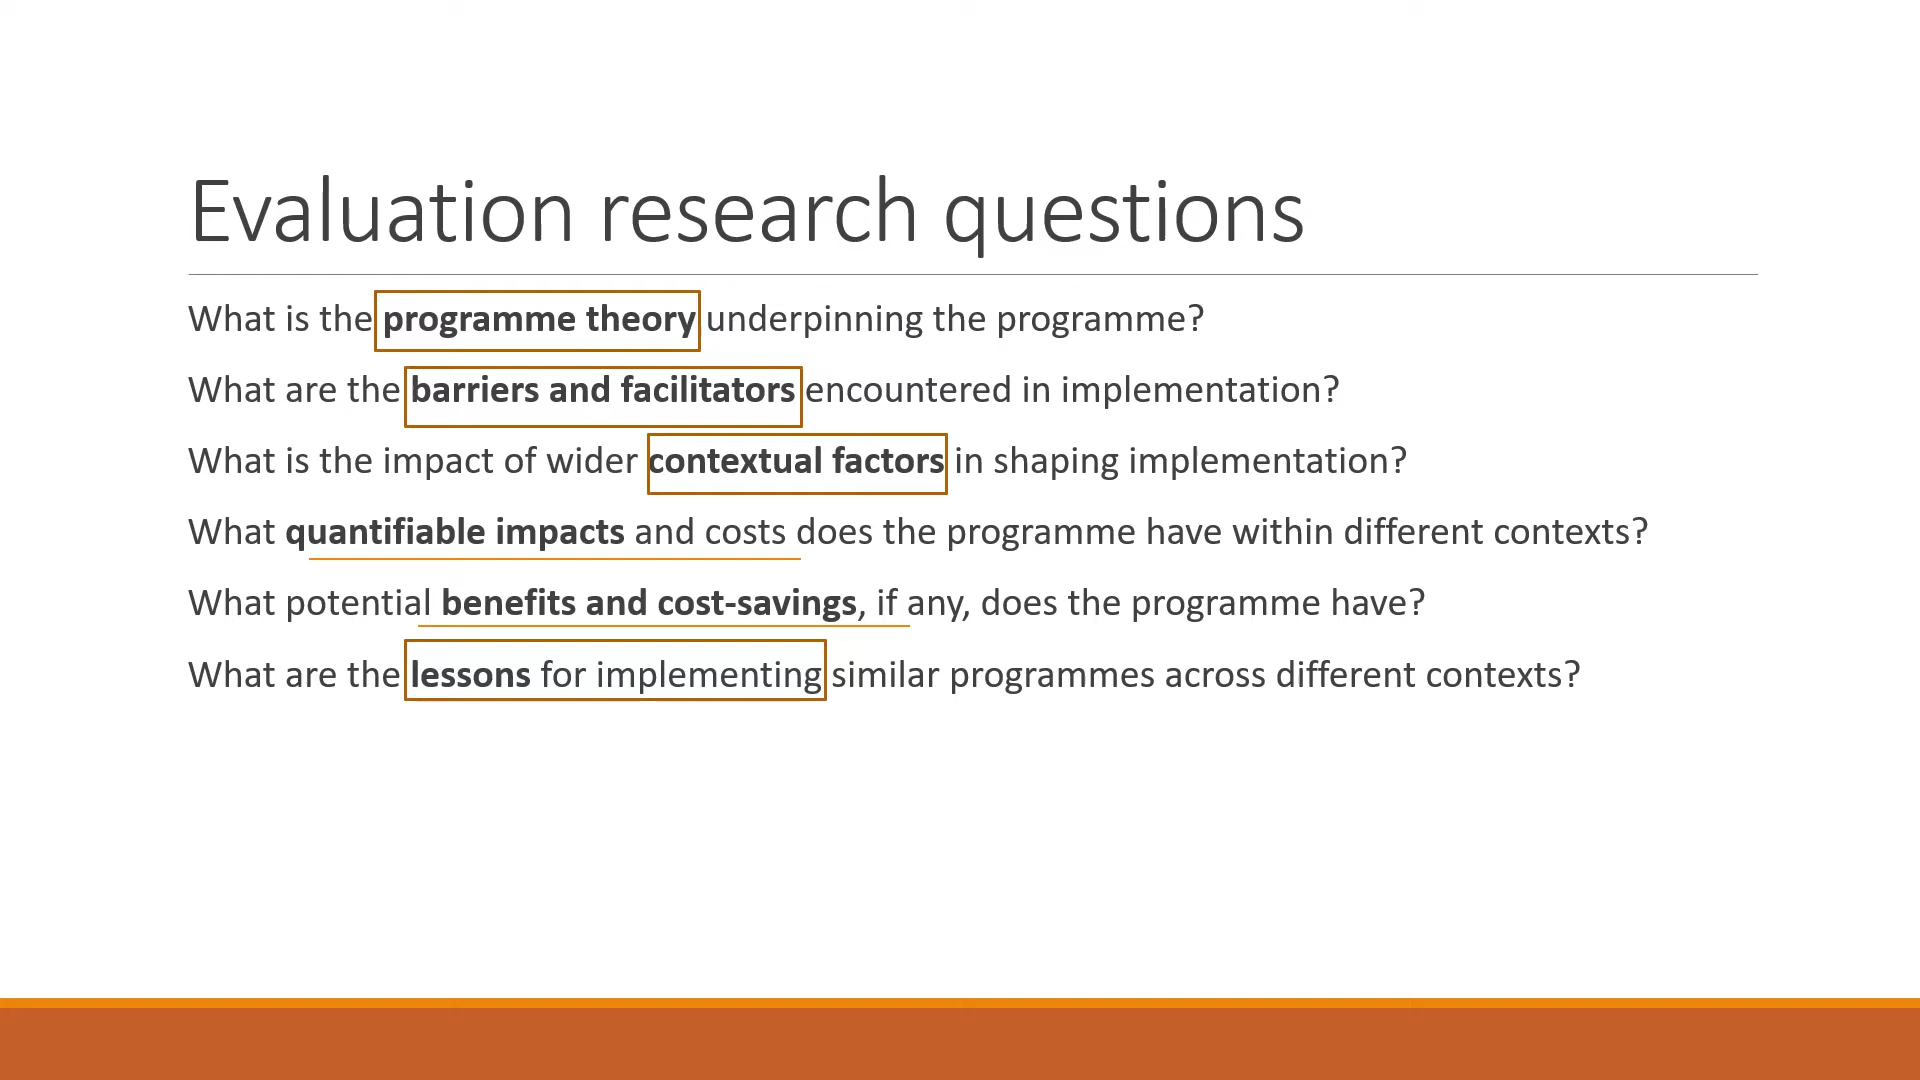 Evaluation research questions
What is the programme theory underpinning the programme?
What are the barriers and facilitators encountered in implementation?
What is the impact of wider contextual factors in shaping implementation?
What quantifiable impacts and costs does the programme have within different contexts?
What potential benefits and cost-savings, if any, does the programme have?
What are the lessons for implementing similar programmes across different contexts?